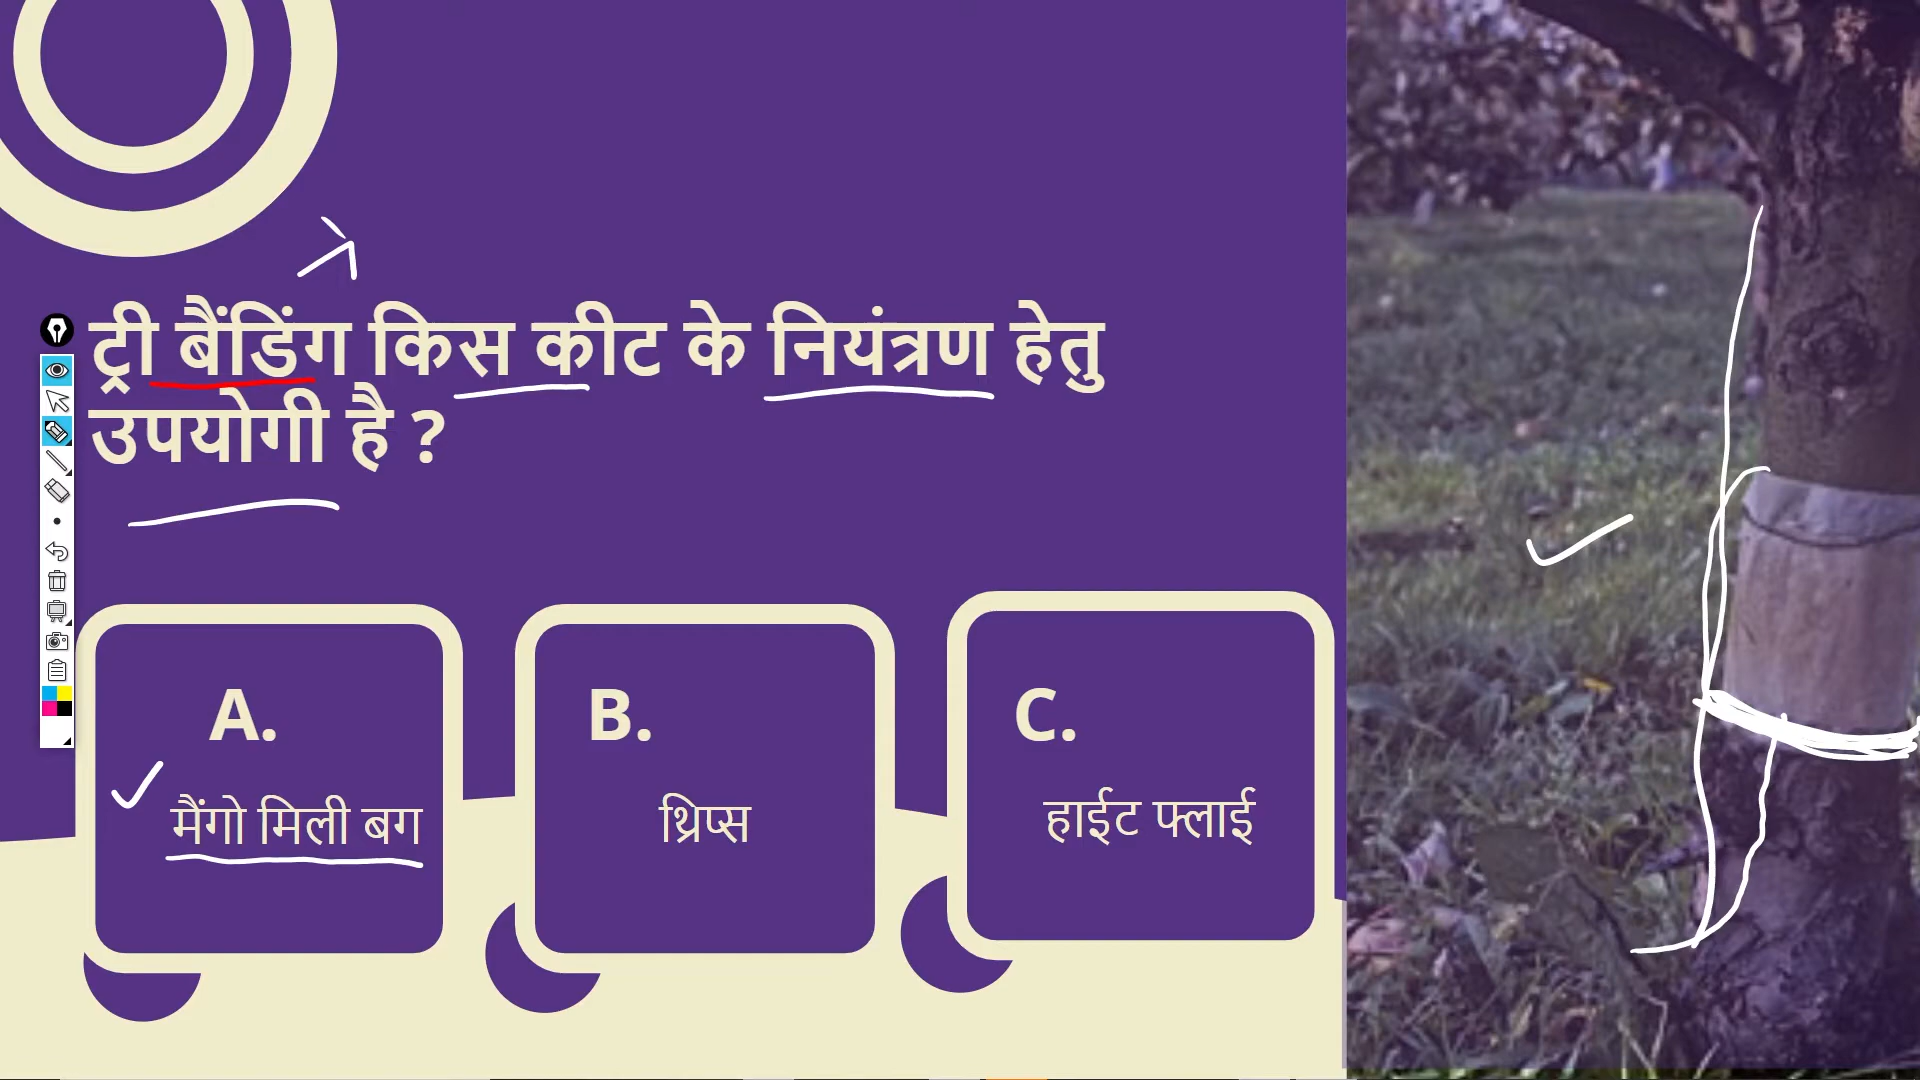 ट्री बैंडिंग किस कीट के नियंत्रण हेतु
उपयोगी है ?
A.
मैंगो मिली बग
B.
थ्रिप्स
C.
हाईट फ्लाई